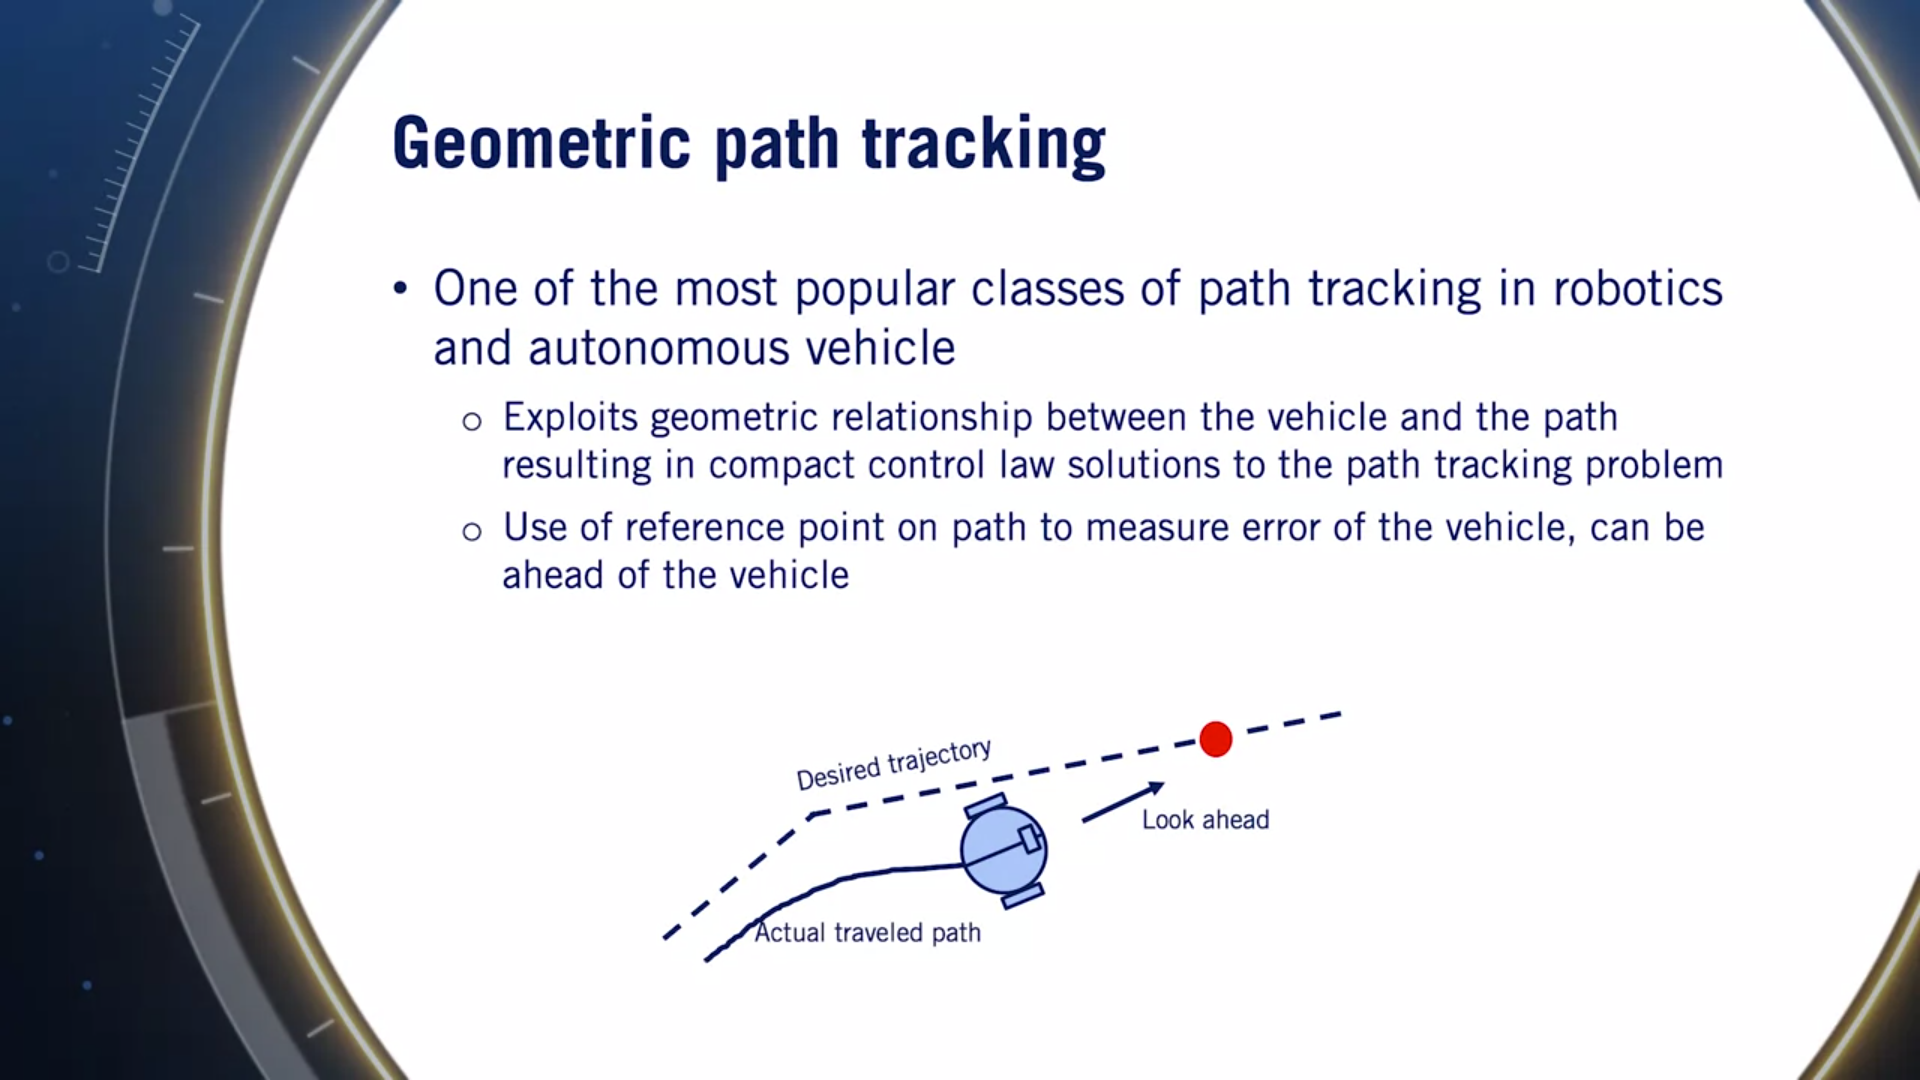 Geometric path tracking
• One of the most popular classes of path tracking in robotics
and autonomous vehicle
o Exploits geometric relationship between the vehicle and the path
resulting in compact control law solutions to the path tracking problem
o Use of reference point on path to measure error of the vehicle, can be
ahead of the vehicle
Desired trajectory
Look ahead
Actual traveled path